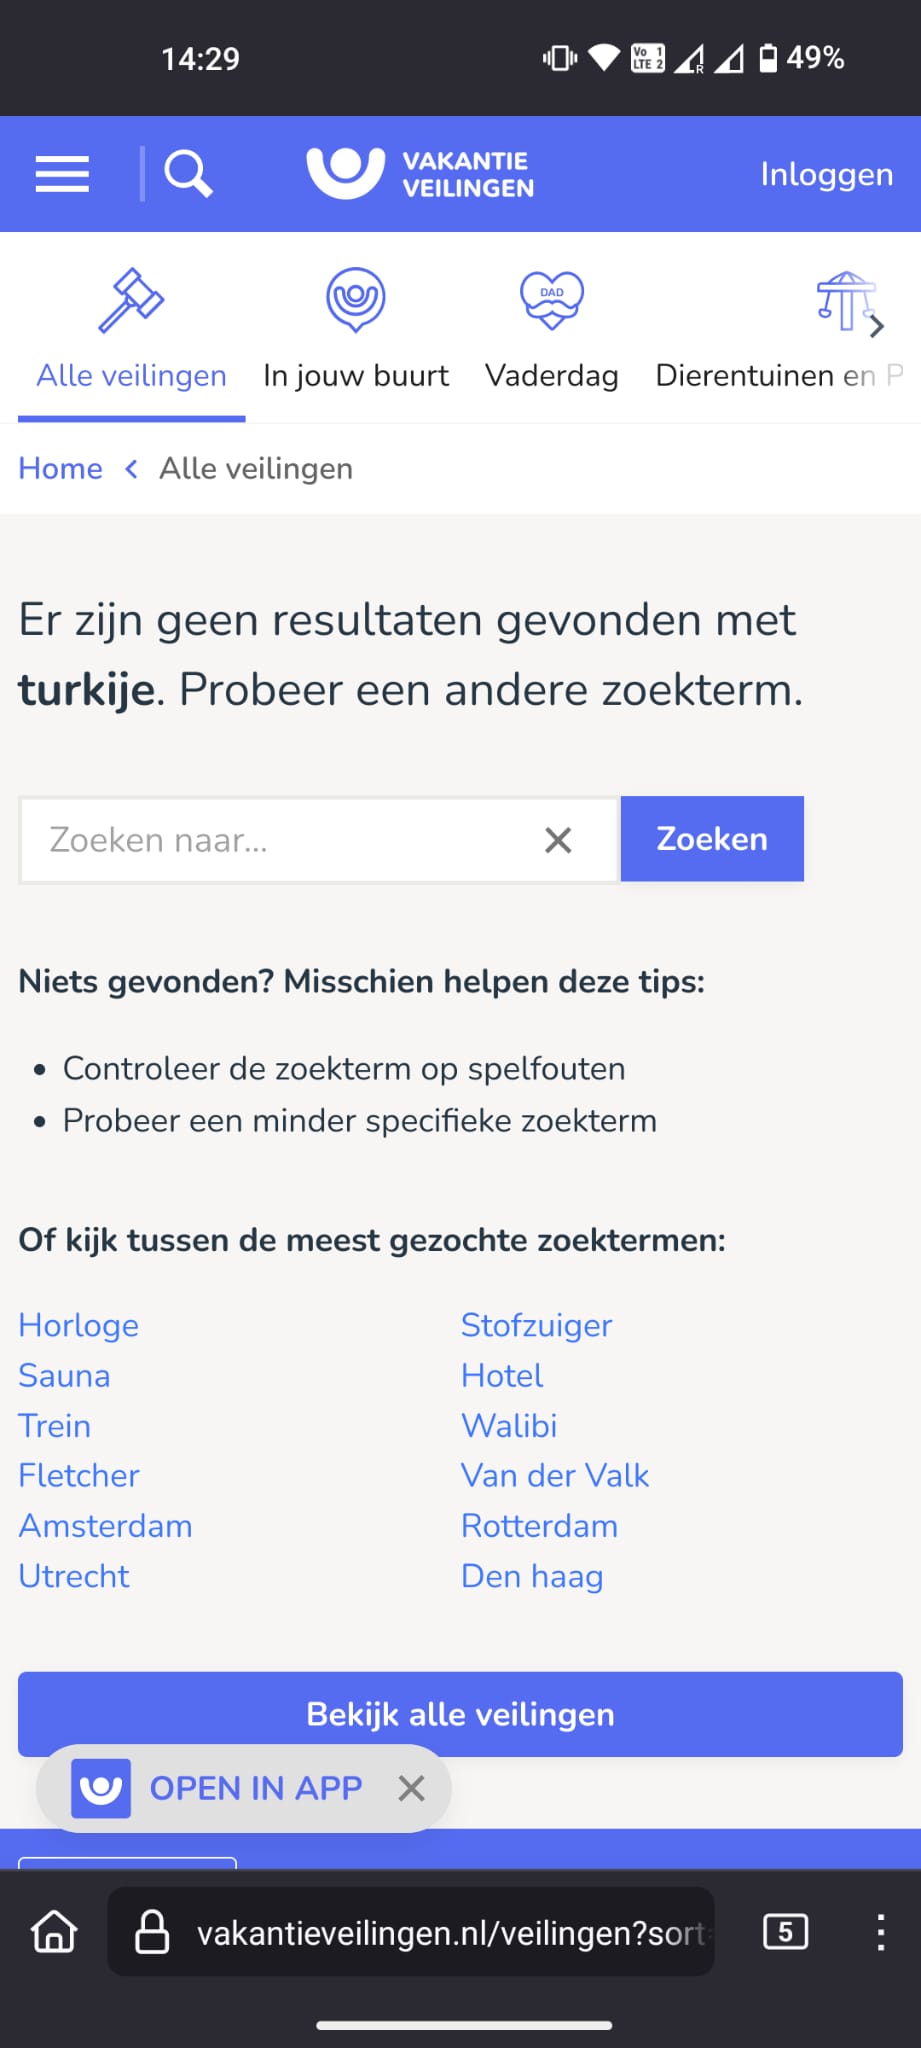 14:29
Vo 1
LTE 2
R
49%
VAKANTIE
VEILINGEN
Inloggen
DAD
Alle veilingen
In jouw buurt
Vaderdag
Dierentuinen en P
Home
Alle veilingen
Er zijn geen resultaten gevonden met
turkije. Probeer een andere zoekterm.
Zoeken naar...
Zoeken
Niets gevonden? Misschien helpen deze tips:
• Controleer de zoekterm op spelfouten
• Probeer een minder specifieke zoekterm
Of kijk tussen de meest gezochte zoektermen:
Horloge
Stofzuiger
Sauna
Hotel
Trein
Walibi
Fletcher
Van der Valk
Amsterdam
Rotterdam
Utrecht
Den haag
Bekijk alle veilingen
OPEN IN APP
vakantieveilingen.nl/veilingen?sort
5